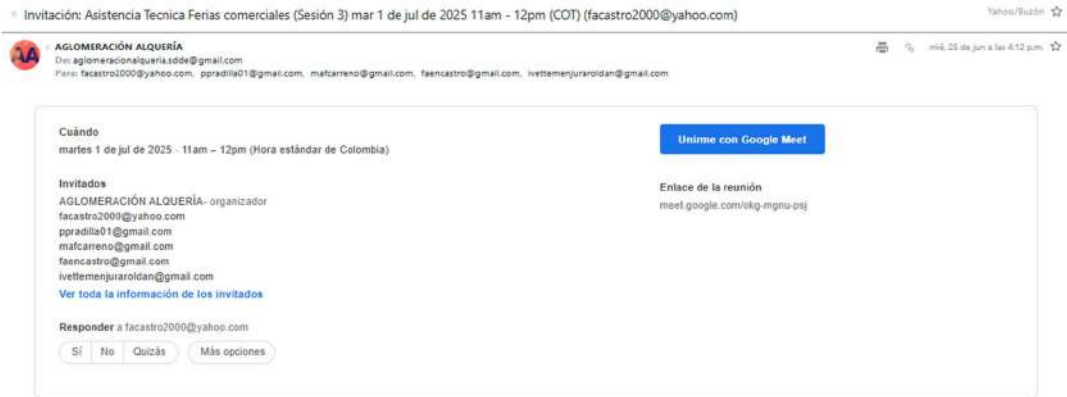 Invitación: Asistencia Tecnica Ferias comerciales (Sesión 3) mar 1 de jul de 2025 11am - 12pm (COT) (facastro2000@yahoo.com)
Yahoo/Buzón
AGLOMERACIÓN ALQUERÍA
mié, 25 de jun a las 4:12 p.m.
De: aglomeracionalqueria.sdde@gmail.com
Para: facastro2000@yahoo.com, ppradilla01@gmail.com, mafcarreno@gmail.com, faencastro@gmail.com, ivettemenjuraroldan@gmail.com
Cuándo
martes 1 de jul de 2025 · 11am – 12pm (Hora estándar de Colombia)
Unirme con Google Meet
Invitados
AGLOMERACIÓN ALQUERÍA- organizador
facastro2000@yahoo.com
ppradilla01@gmail.com
mafcarreno@gmail.com
faencastro@gmail.com
ivettemenjuraroldan@gmail.com
Ver toda la información de los invitados
Enlace de la reunión
meet.google.com/okg-mgnu-psj
Responder a facastro2000@yahoo.com
Sí No Quizás Más opciones